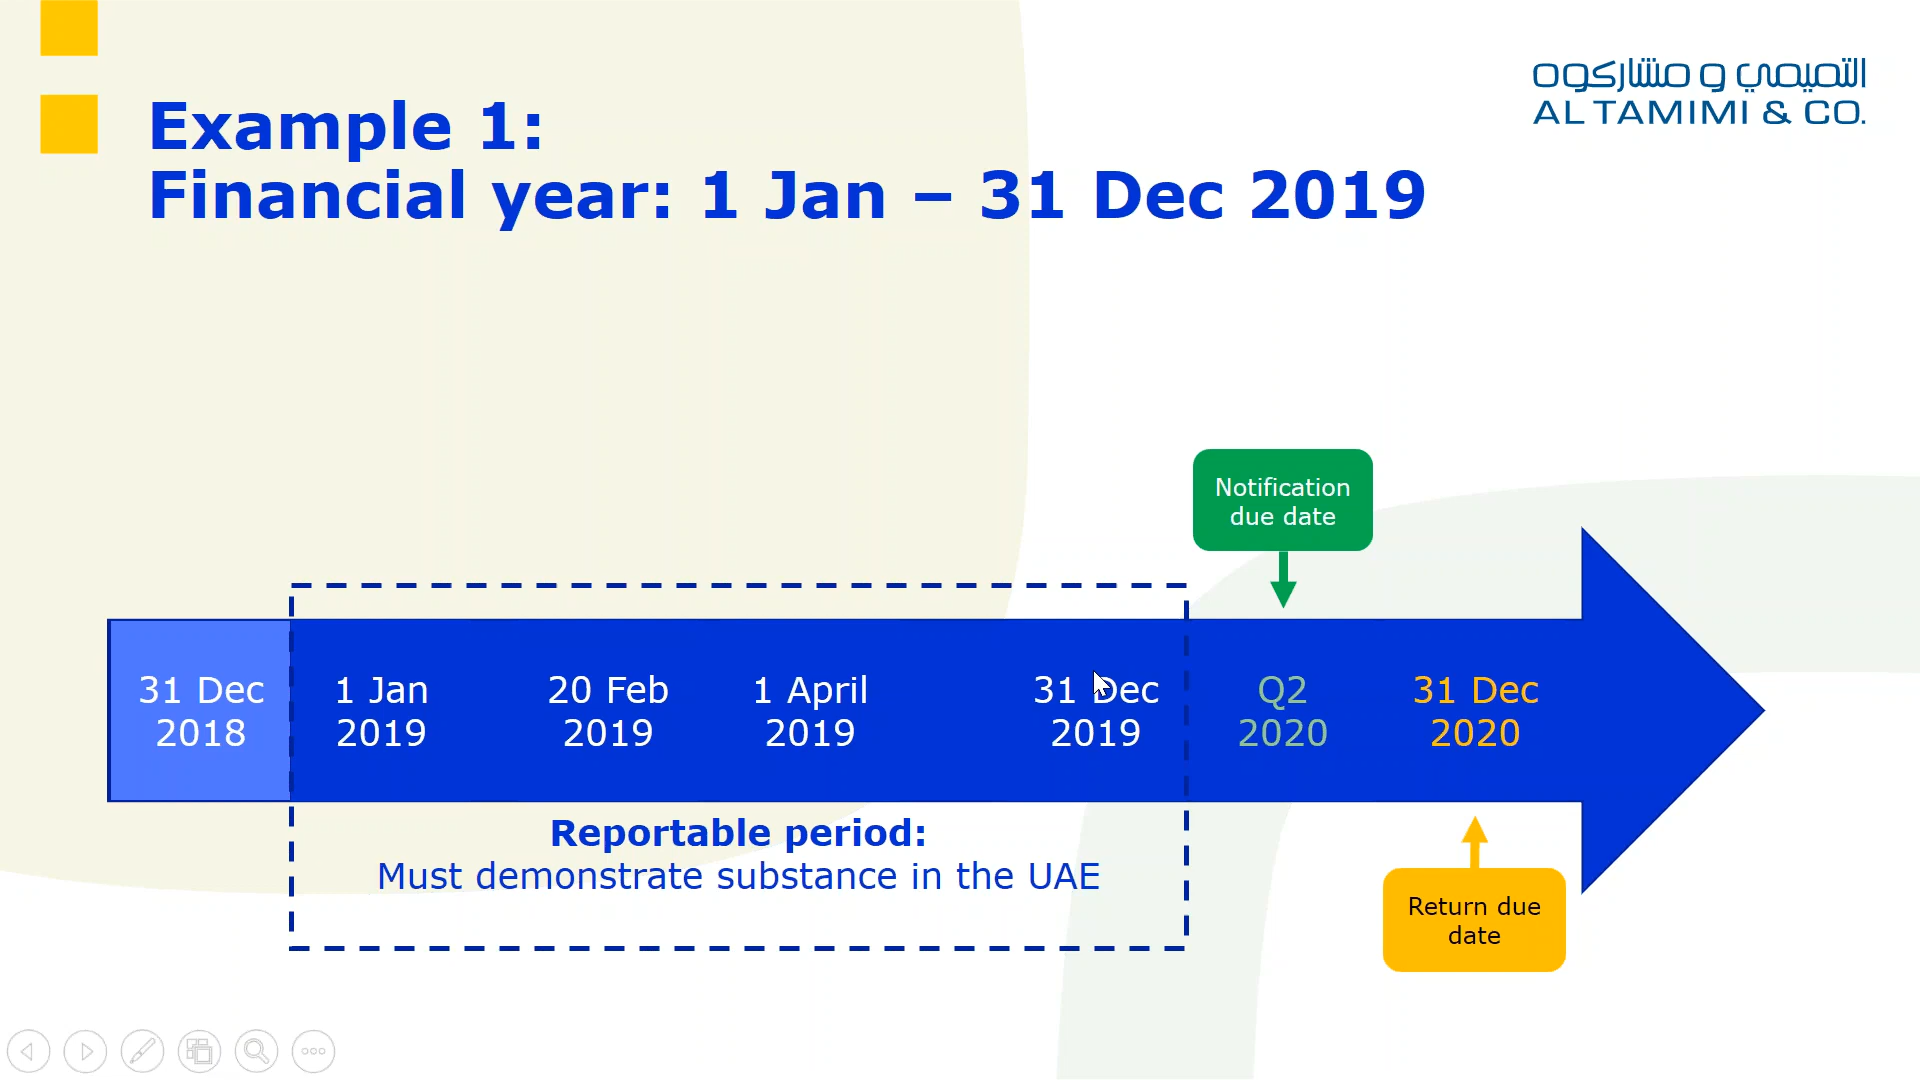 التميمي و مشاركوه
AL TAMIMI & CO.
Example 1:
Financial year: 1 Jan – 31 Dec 2019
Notification
due date
31 Dec
2018
1 Jan
2019
20 Feb
2019
1 April
2019
31 Dec
2019
Q2
2020
31 Dec
2020
Reportable period:
Must demonstrate substance in the UAE
Return due
date